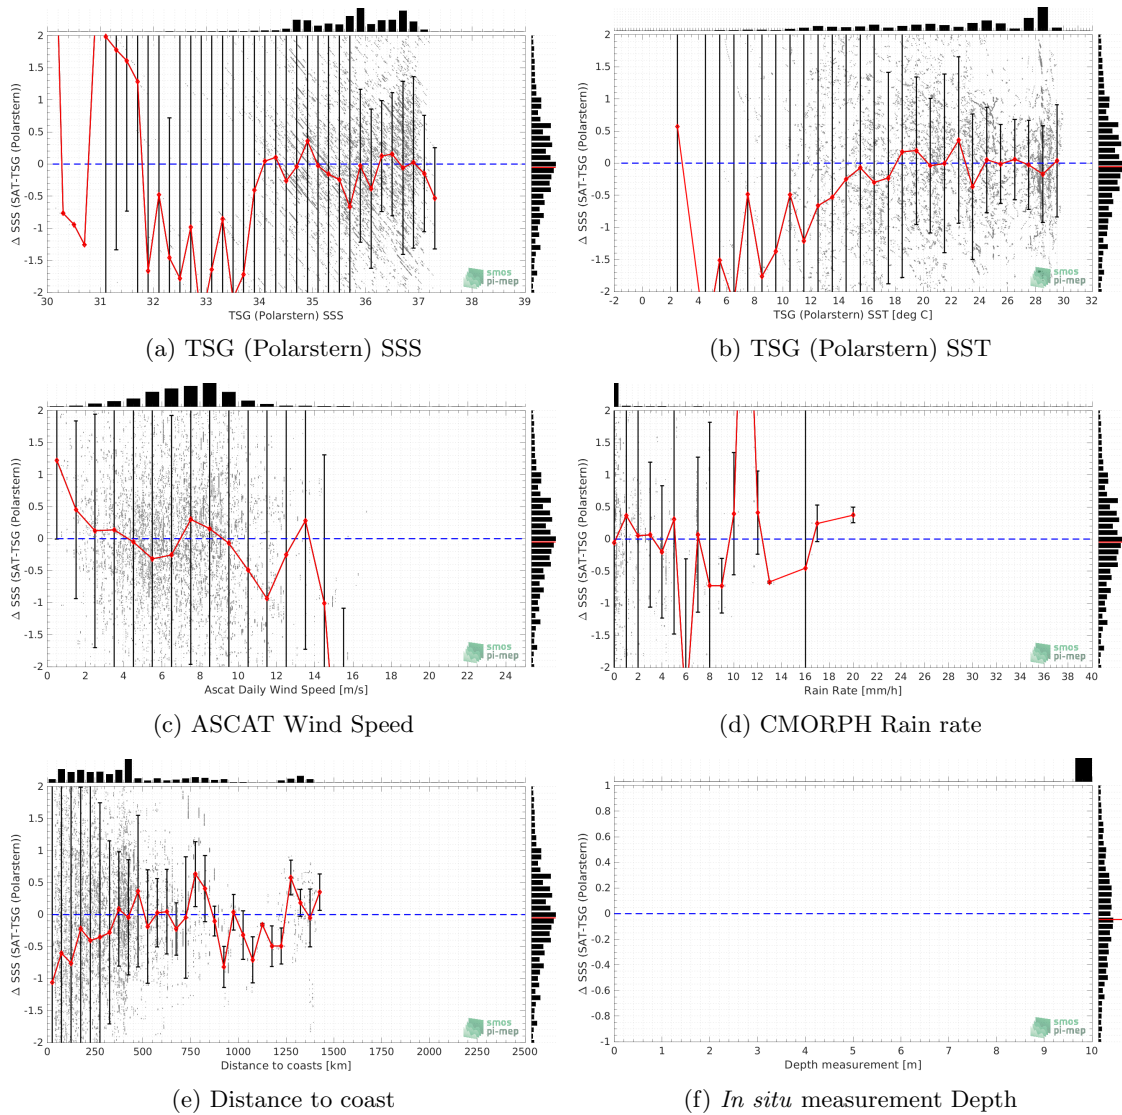 2
1.5
1
0.5
0
-0.5
-1
-1.5
-2
Δ SSS (SAT-TSG (Polarstern))
30 31 32 33 34 35 36 37 38 39
TSG (Polarstern) SSS
smos
pi-mep
(a) TSG (Polarstern) SSS
2
1.5
1
0.5
0
-0.5
-1
-1.5
-2
Δ SSS (SAT-TSG (Polarstern))
-2 0 2 4 6 8 10 12 14 16 18 20 22 24 26 28 30 32
TSG (Polarstern) SST [deg C]
smos
pi-mep
(b) TSG (Polarstern) SST
2
1.5
1
0.5
0
-0.5
-1
-1.5
-2
Δ SSS (SAT-TSG (Polarstern))
0 2 4 6 8 10 12 14 16 18 20 22 24
Ascat Daily Wind Speed [m/s]
smos
pi-mep
(c) ASCAT Wind Speed
2
1.5
1
0.5
0
-0.5
-1
-1.5
-2
Δ SSS (SAT-TSG (Polarstern))
0 2 4 6 8 10 12 14 16 18 20 22 24 26 28 30 32 34 36 38 40
Rain Rate [mm/h]
smos
pi-mep
(d) CMORPH Rain rate
2
1.5
1
0.5
0
-0.5
-1
-1.5
-2
Δ SSS (SAT-TSG (Polarstern))
0 250 500 750 1000 1250 1500 1750 2000 2250 2500
Distance to coasts [km]
smos
pi-mep
(e) Distance to coast
1
0.8
0.6
0.4
0.2
0
-0.2
-0.4
-0.6
-0.8
-1
Δ SSS (SAT-TSG (Polarstern))
0 1 2 3 4 5 6 7 8 9 10
Depth measurement [m]
smos
pi-mep
(f) In situ measurement Depth